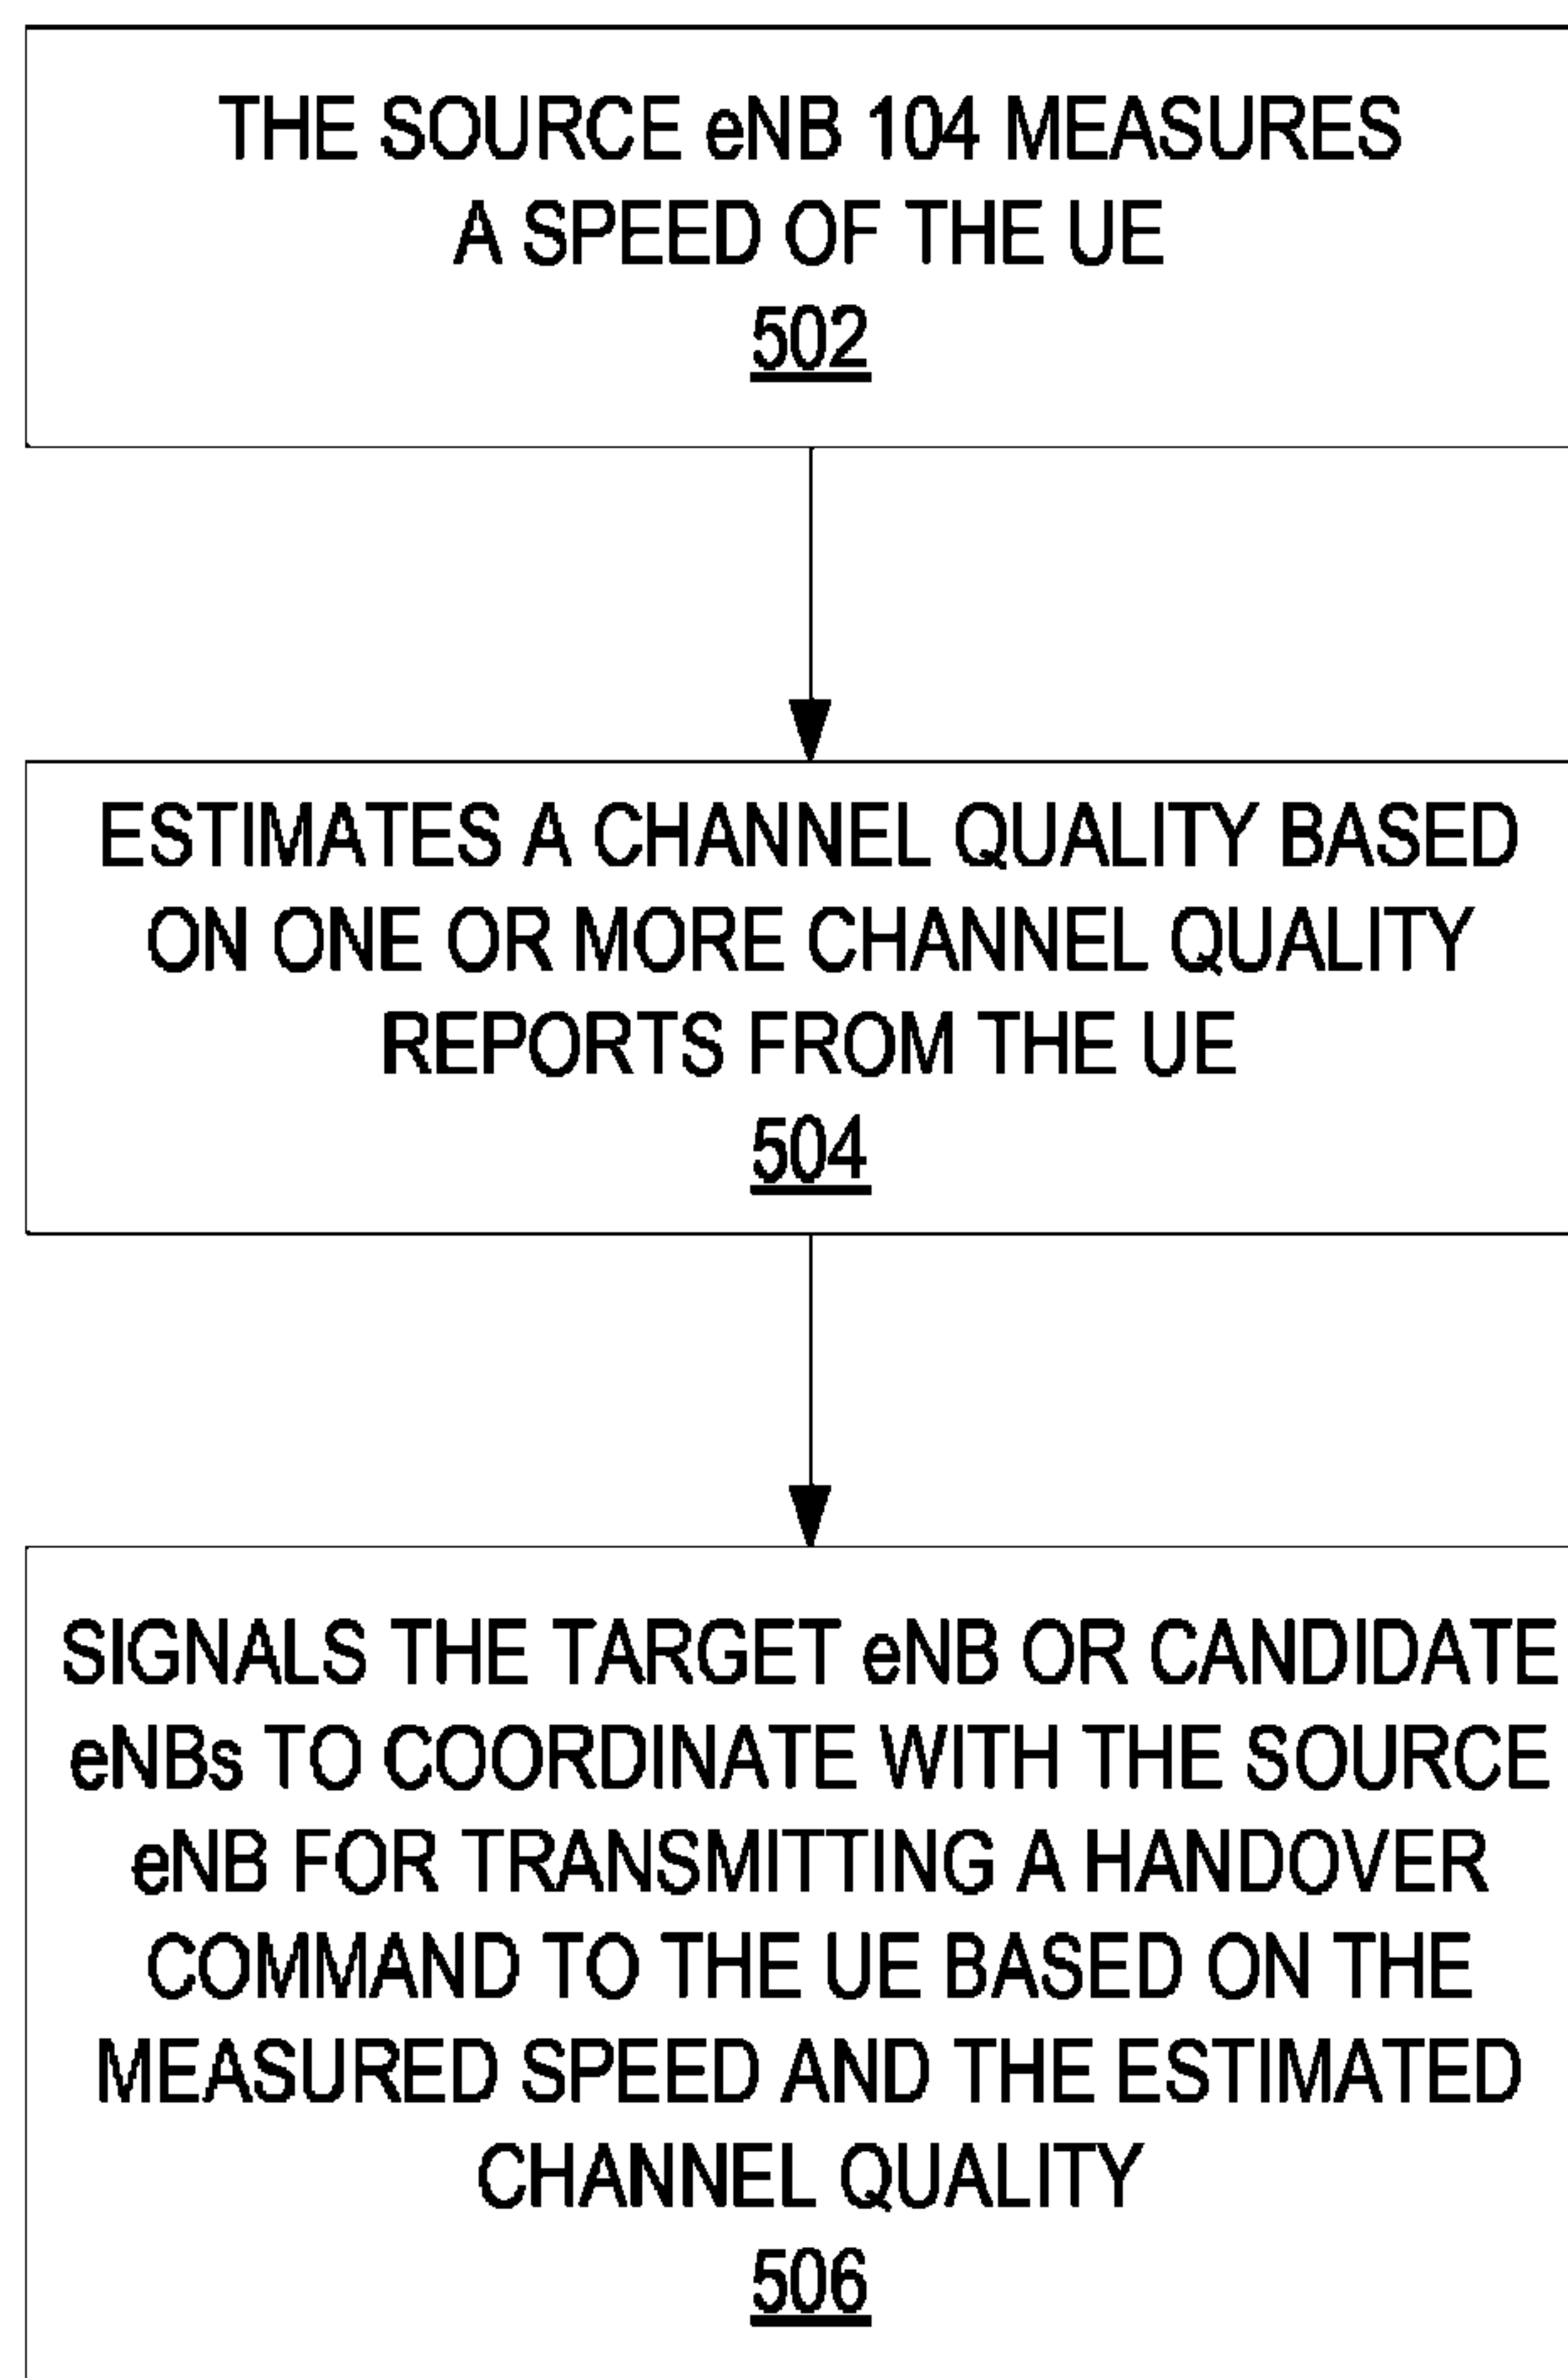 THE SOURCE eNB 104 MEASURES
A SPEED OF THE UE
502
ESTIMATES A CHANNEL QUALITY BASED
ON ONE OR MORE CHANNEL QUALITY
REPORTS FROM THE UE
504
SIGNALS THE TARGET eNB OR CANDIDATE
eNBs TO COORDINATE WITH THE SOURCE
eNB FOR TRANSMITTING A HANDOVER
COMMAND TO THE UE BASED ON THE
MEASURED SPEED AND THE ESTIMATED
CHANNEL QUALITY
506